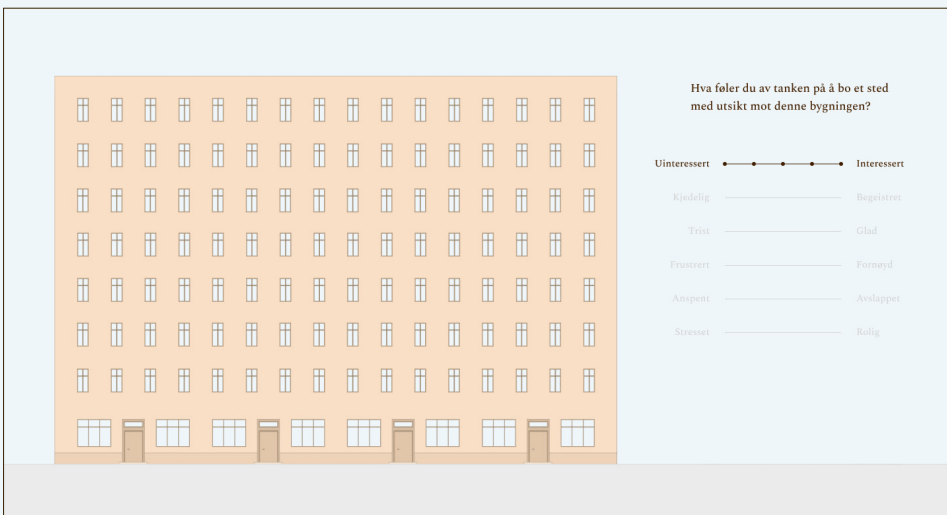 Hva føler du av tanken på å bo et sted
med utsikt mot denne bygningen?
Uinteressert Interessert
Kjedelig Begeistret
Trist Glad
Frustrert Fornøyd
Anspent Avslappet
Stresset Rolig